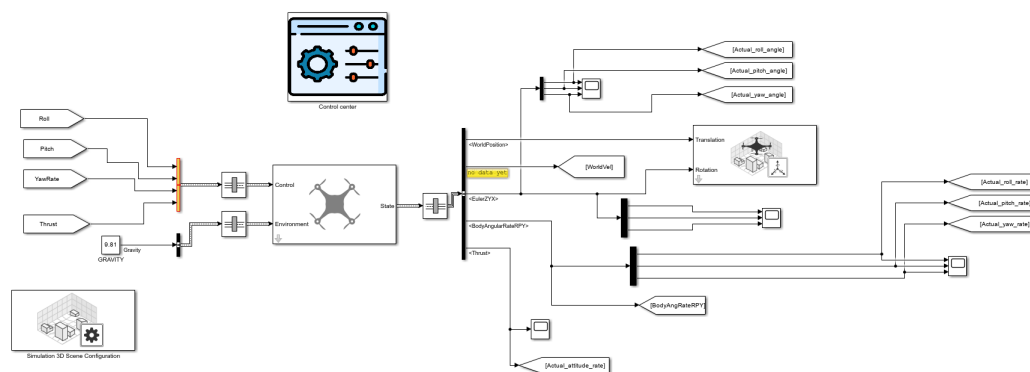 [Actual_roll_angle]
[Actual_pitch_angle]
[Actual_yaw_angle]
Control center
Roll
Pitch
YawRate
Thrust
9.81
Gravity
GRAVITY
Control
Environment
State
<WorldPosition>
no data yet
<EulerZYX>
<BodyAngularRateRPY>
<Thrust>
[WorldVel]
Translation
Rotation
[Actual_roll_rate]
[Actual_pitch_rate]
[Actual_yaw_rate]
[BodyAngRateRPY]
[Actual_attitude_rate]
Simulation 3D Scene Configuration